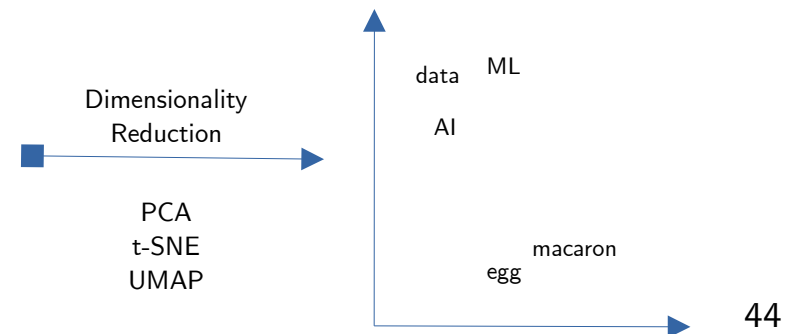 Dimensionality
Reduction
PCA
t-SNE
UMAP
data
ML
AI
macaron
egg
44